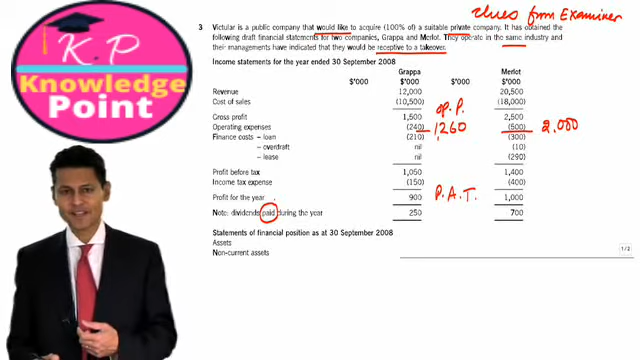 clues from Examiner
K.P
Knowledge
Point
3 Victular is a public company that would like to acquire (100% of) a suitable private company. It has obtained the
following draft financial statements for two companies, Grappa and Merlot. They operate in the same industry and
their managements have indicated that they would be receptive to a takeover.
Income statements for the year ended 30 September 2008
Grappa Merlot
$'000 $'000 $'000 $'000
Revenue 12,000 20,500
Cost of sales (10,500) (18,000)
op. P.
Gross profit 1,500 2,500
Operating expenses (240) 1260 (500) 2.000
Finance costs – loan (210) (300)
– overdraft nil (10)
– lease nil (290)
Profit before tax 1,050 1,400
Income tax expense (150) (400)
Profit for the year 900 P.A.T. 1,000
Note: dividends paid during the year 250 700
Statements of financial position as at 30 September 2008
Assets
Non-current assets
1/2